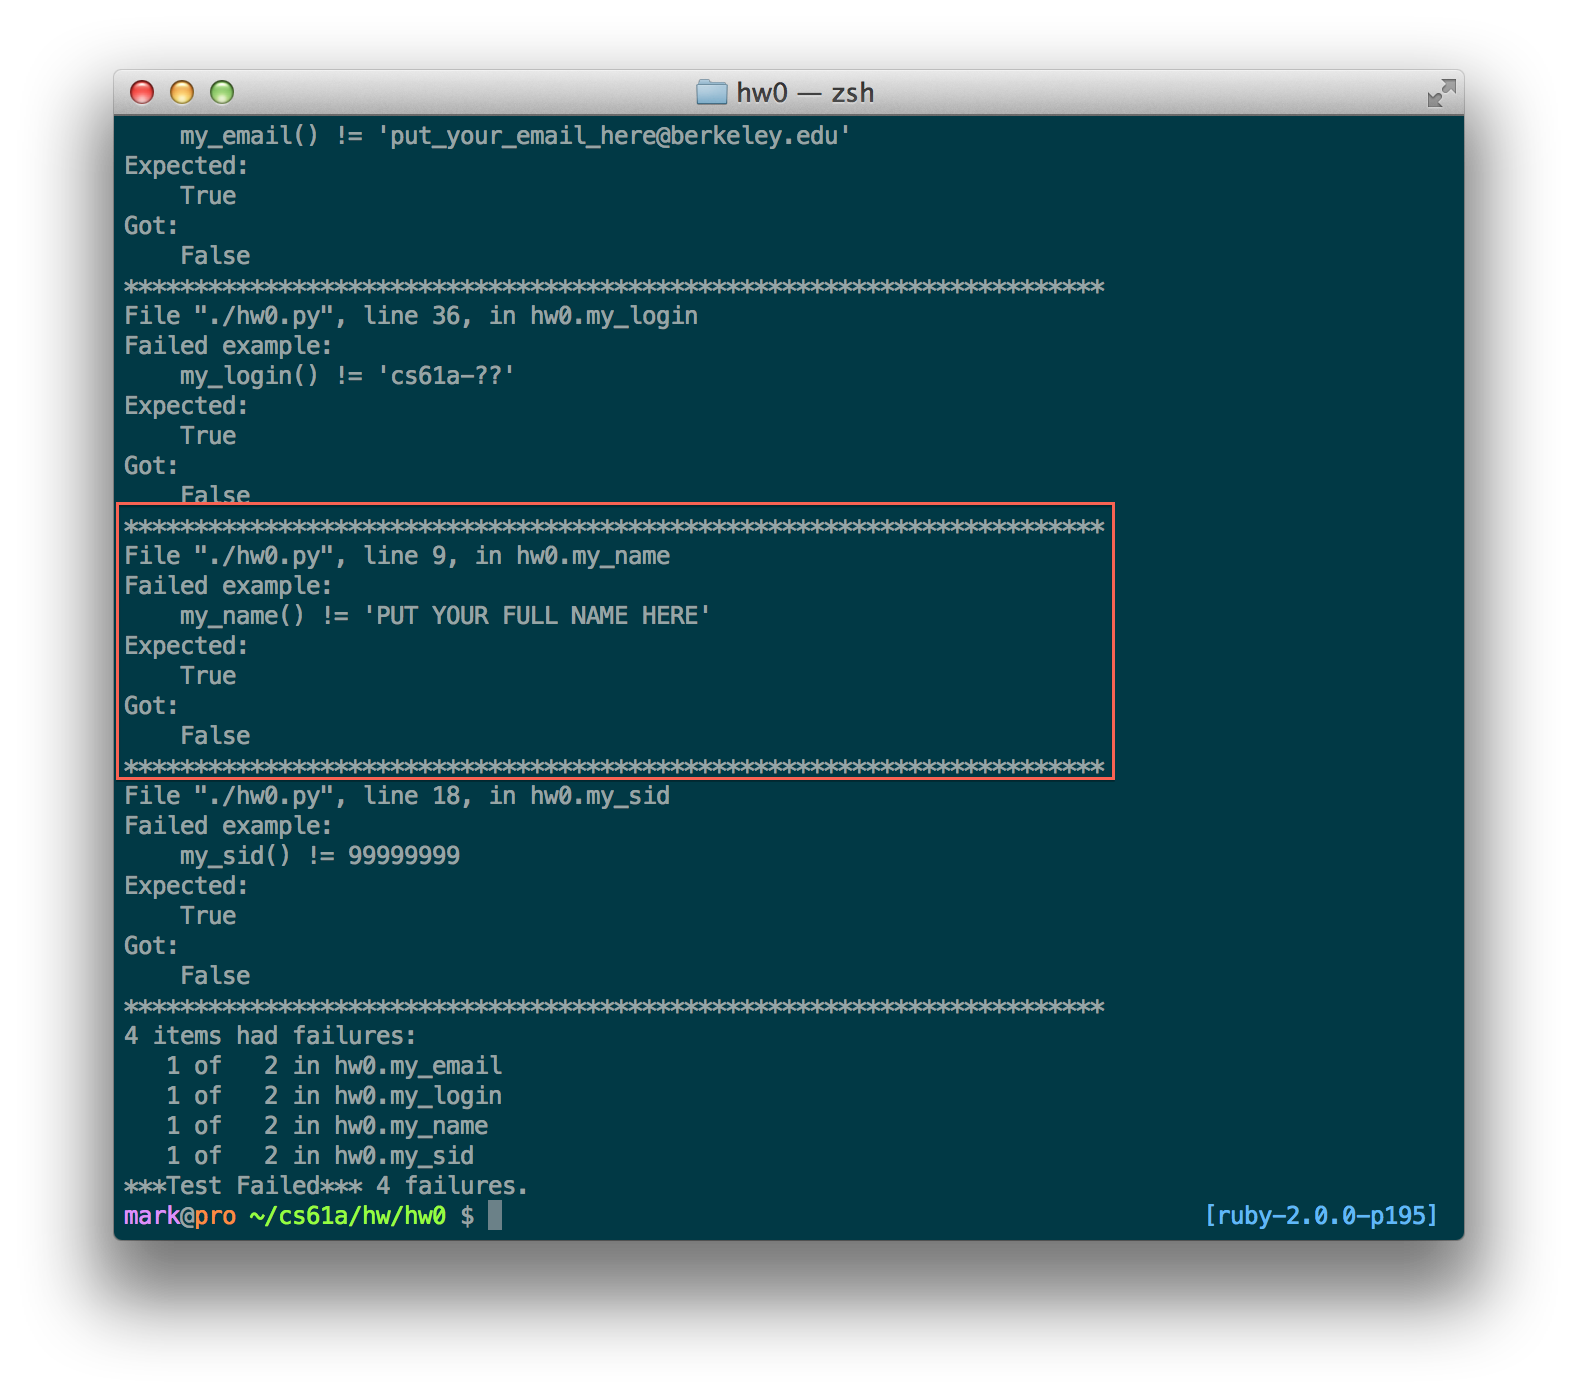 hw0 — zsh
    my_email() != 'put_your_email_here@berkeley.edu'
Expected:
    True
Got:
    False
**********************************************************************
File "./hw0.py", line 36, in hw0.my_login
Failed example:
    my_login() != 'cs61a-??'
Expected:
    True
Got:
    False
**********************************************************************
File "./hw0.py", line 9, in hw0.my_name
Failed example:
    my_name() != 'PUT YOUR FULL NAME HERE'
Expected:
    True
Got:
    False
**********************************************************************
File "./hw0.py", line 18, in hw0.my_sid
Failed example:
    my_sid() != 99999999
Expected:
    True
Got:
    False
**********************************************************************
4 items had failures:
   1 of   2 in hw0.my_email
   1 of   2 in hw0.my_login
   1 of   2 in hw0.my_name
   1 of   2 in hw0.my_sid
***Test Failed*** 4 failures.
mark@pro ~/cs61a/hw/hw0 $ [ruby-2.0.0-p195]